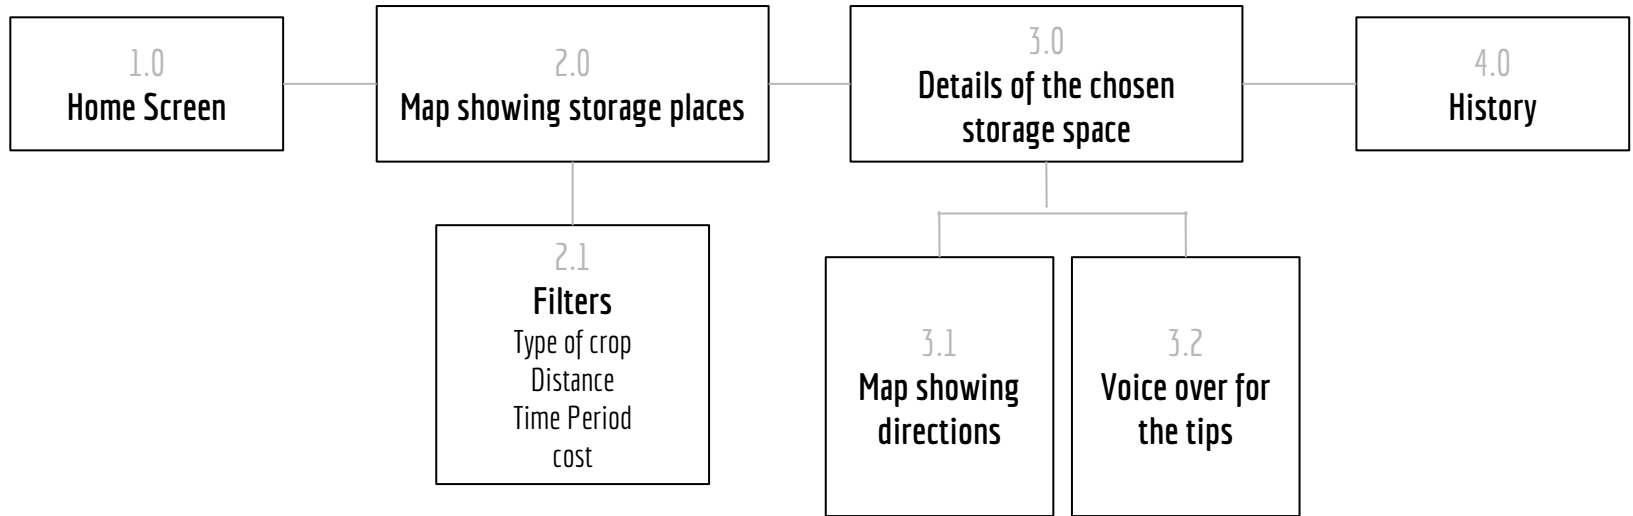 1.0
Home Screen
2.0
Map showing storage places
3.0
Details of the chosen
storage space
4.0
History
2.1
Filters
Type of crop
Distance
Time Period
cost
3.1
Map showing
directions
3.2
Voice over for
the tips